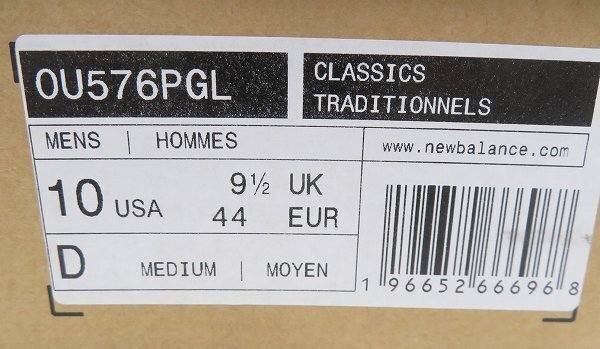 OU576PGL
CLASSICS
TRADITIONNELS
MENS | HOMMES
www.newbalance.com
10 USA
9½ UK
44 EUR
D MEDIUM | MOYEN
1 96652 66696 8